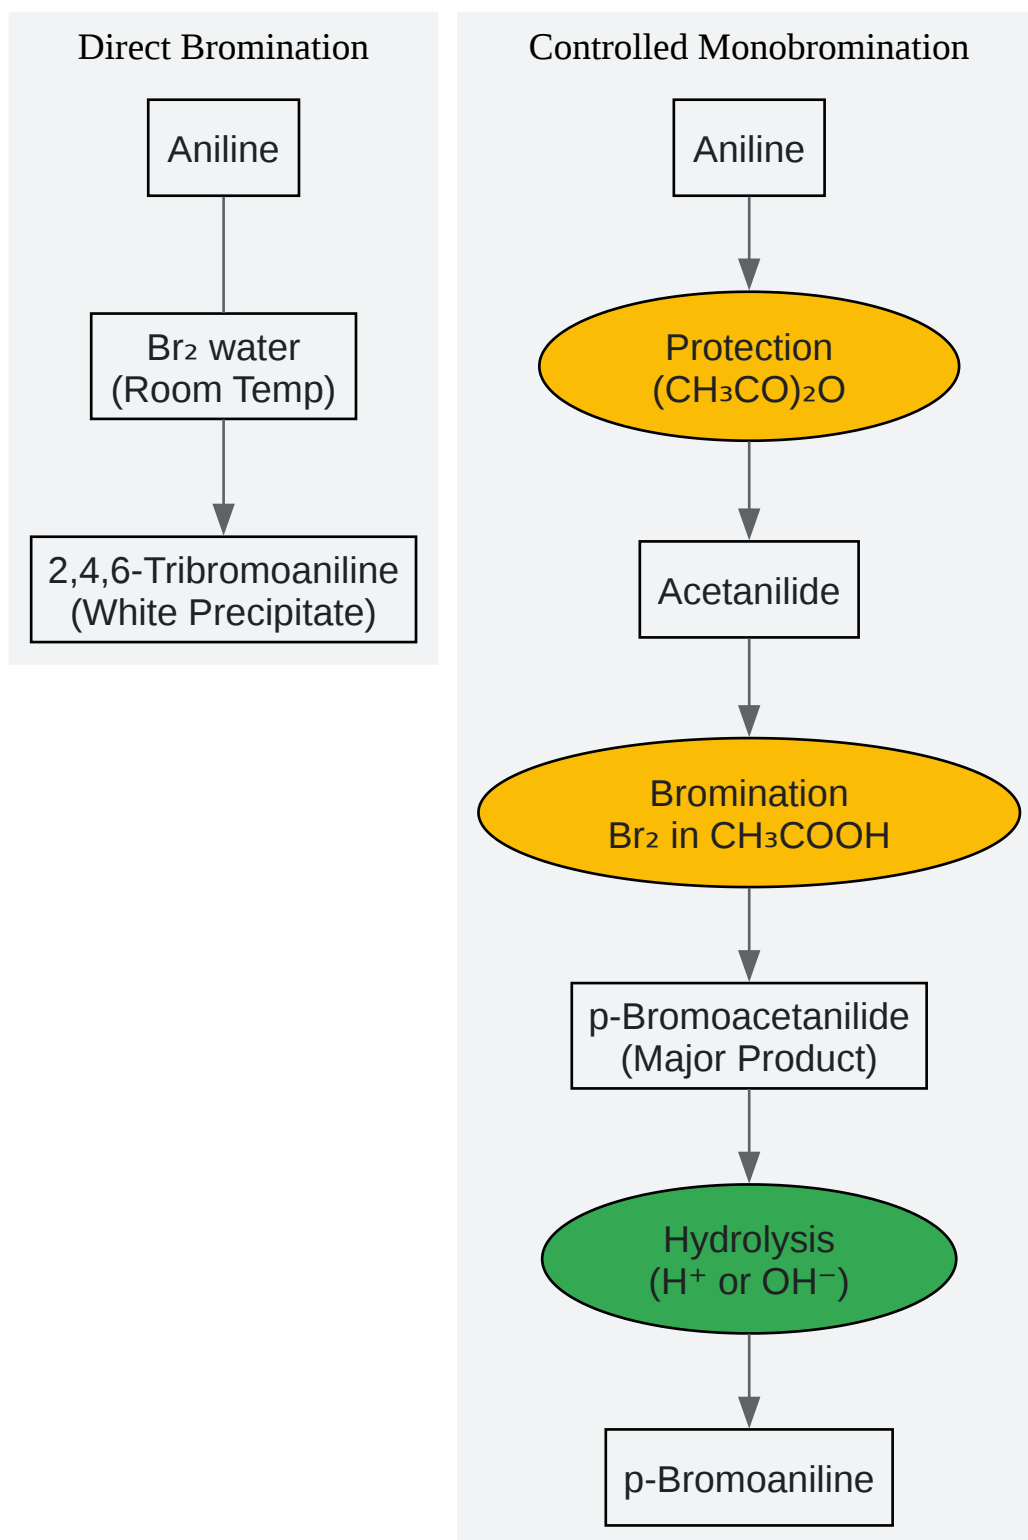 Direct Bromination
Aniline
Br₂ water
(Room Temp)
2,4,6-Tribromoaniline
(White Precipitate)
Controlled Monobromination
Aniline
Protection
(CH₃CO)₂O
Acetanilide
Bromination
Br₂ in CH₃COOH
p-Bromoacetanilide
(Major Product)
Hydrolysis
(H⁺ or OH⁻)
p-Bromoaniline